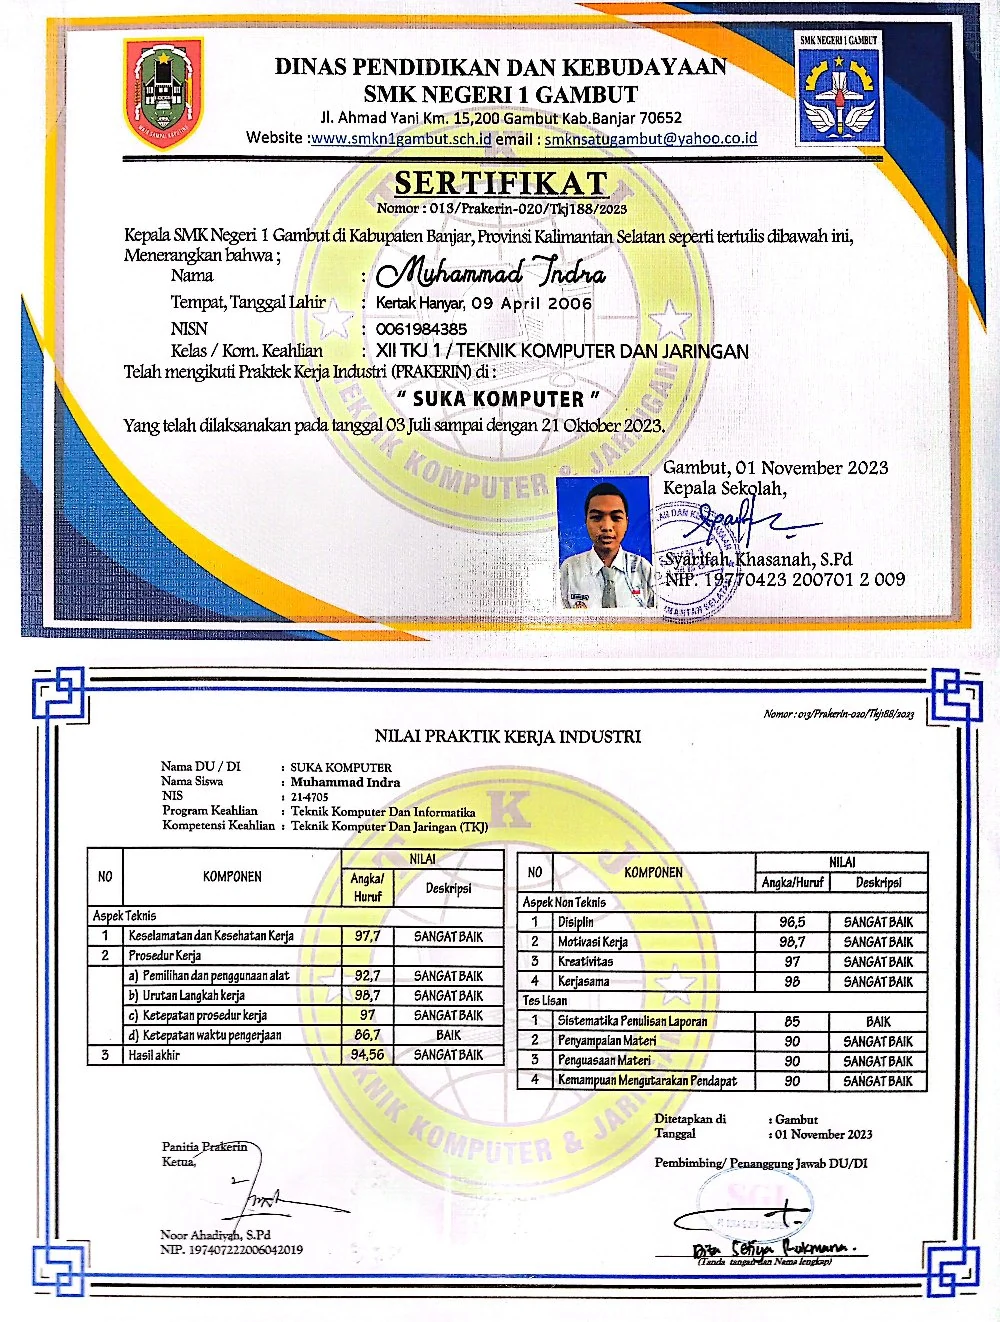 SMK NEGERI 1 GAMBUT
DINAS PENDIDIKAN DAN KEBUDAYAAN
SMK NEGERI 1 GAMBUT
Jl. Ahmad Yani Km. 15,200 Gambut Kab.Banjar 70652
Website :www.smkn1gambut.sch.id email : smknsatugambut@yahoo.co.id
SERTIFIKAT
Nomor : 013/Prakerin-020/Tkj188/2023
Kepala SMK Negeri 1 Gambut di Kabupaten Banjar, Provinsi Kalimantan Selatan seperti tertulis dibawah ini,
Menerangkan bahwa ;
Nama : Muhammad Indra
Tempat, Tanggal Lahir : Kertak Hanyar, 09 April 2006
NISN : 0061984385
Kelas / Kom. Keahlian : XII TKJ 1 / TEKNIK KOMPUTER DAN JARINGAN
Telah mengikuti Praktek Kerja Industri (PRAKERIN) di :
“ SUKA KOMPUTER ”
Yang telah dilaksanakan pada tanggal 03 Juli sampai dengan 21 Oktober 2023.
T K J
TEKNIK KOMPUTER & JARINGAN
Gambut, 01 November 2023
Kepala Sekolah,
Syarifah Khasanah, S.Pd
NIP. 19770423 200701 2 009
Nomor : 013/Prakerin-020/Tkj188/2023
NILAI PRAKTIK KERJA INDUSTRI
Nama DU / DI : SUKA KOMPUTER
Nama Siswa : Muhammad Indra
NIS : 21-4705
Program Keahlian : Teknik Komputer Dan Informatika
Kompetensi Keahlian : Teknik Komputer Dan Jaringan (TKJ)
NO KOMPONEN NILAI
Angka/Huruf Deskripsi
Aspek Teknis
1 Keselamatan dan Kesehatan Kerja 97,7 SANGAT BAIK
2 Prosedur Kerja
a) Pemilihan dan penggunaan alat 92,7 SANGAT BAIK
b) Urutan Langkah kerja 98,7 SANGAT BAIK
c) Ketepatan prosedur kerja 97 SANGAT BAIK
d) Ketepatan waktu pengerjaan 86,7 BAIK
3 Hasil akhir 94,56 SANGAT BAIK
NO KOMPONEN NILAI
Angka/Huruf Deskripsi
Aspek Non Teknis
1 Disiplin 96,5 SANGAT BAIK
2 Motivasi Kerja 98,7 SANGAT BAIK
3 Kreativitas 97 SANGAT BAIK
4 Kerjasama 98 SANGAT BAIK
Tes Lisan
1 Sistematika Penulisan Laporan 85 BAIK
2 Penyampaian Materi 90 SANGAT BAIK
3 Penguasaan Materi 90 SANGAT BAIK
4 Kemampuan Mengutarakan Pendapat 90 SANGAT BAIK
T K J
TEKNIK KOMPUTER & JARINGAN
Ditetapkan di : Gambut
Tanggal : 01 November 2023
Pembimbing/ Penanggung Jawab DU/DI
Panitia Prakerin
Ketua,
Noor Ahadiyah, S.Pd
NIP. 197407222006042019
SGI
Dita Setiya Rukmana.
(Tanda tangan dan Nama lengkap)